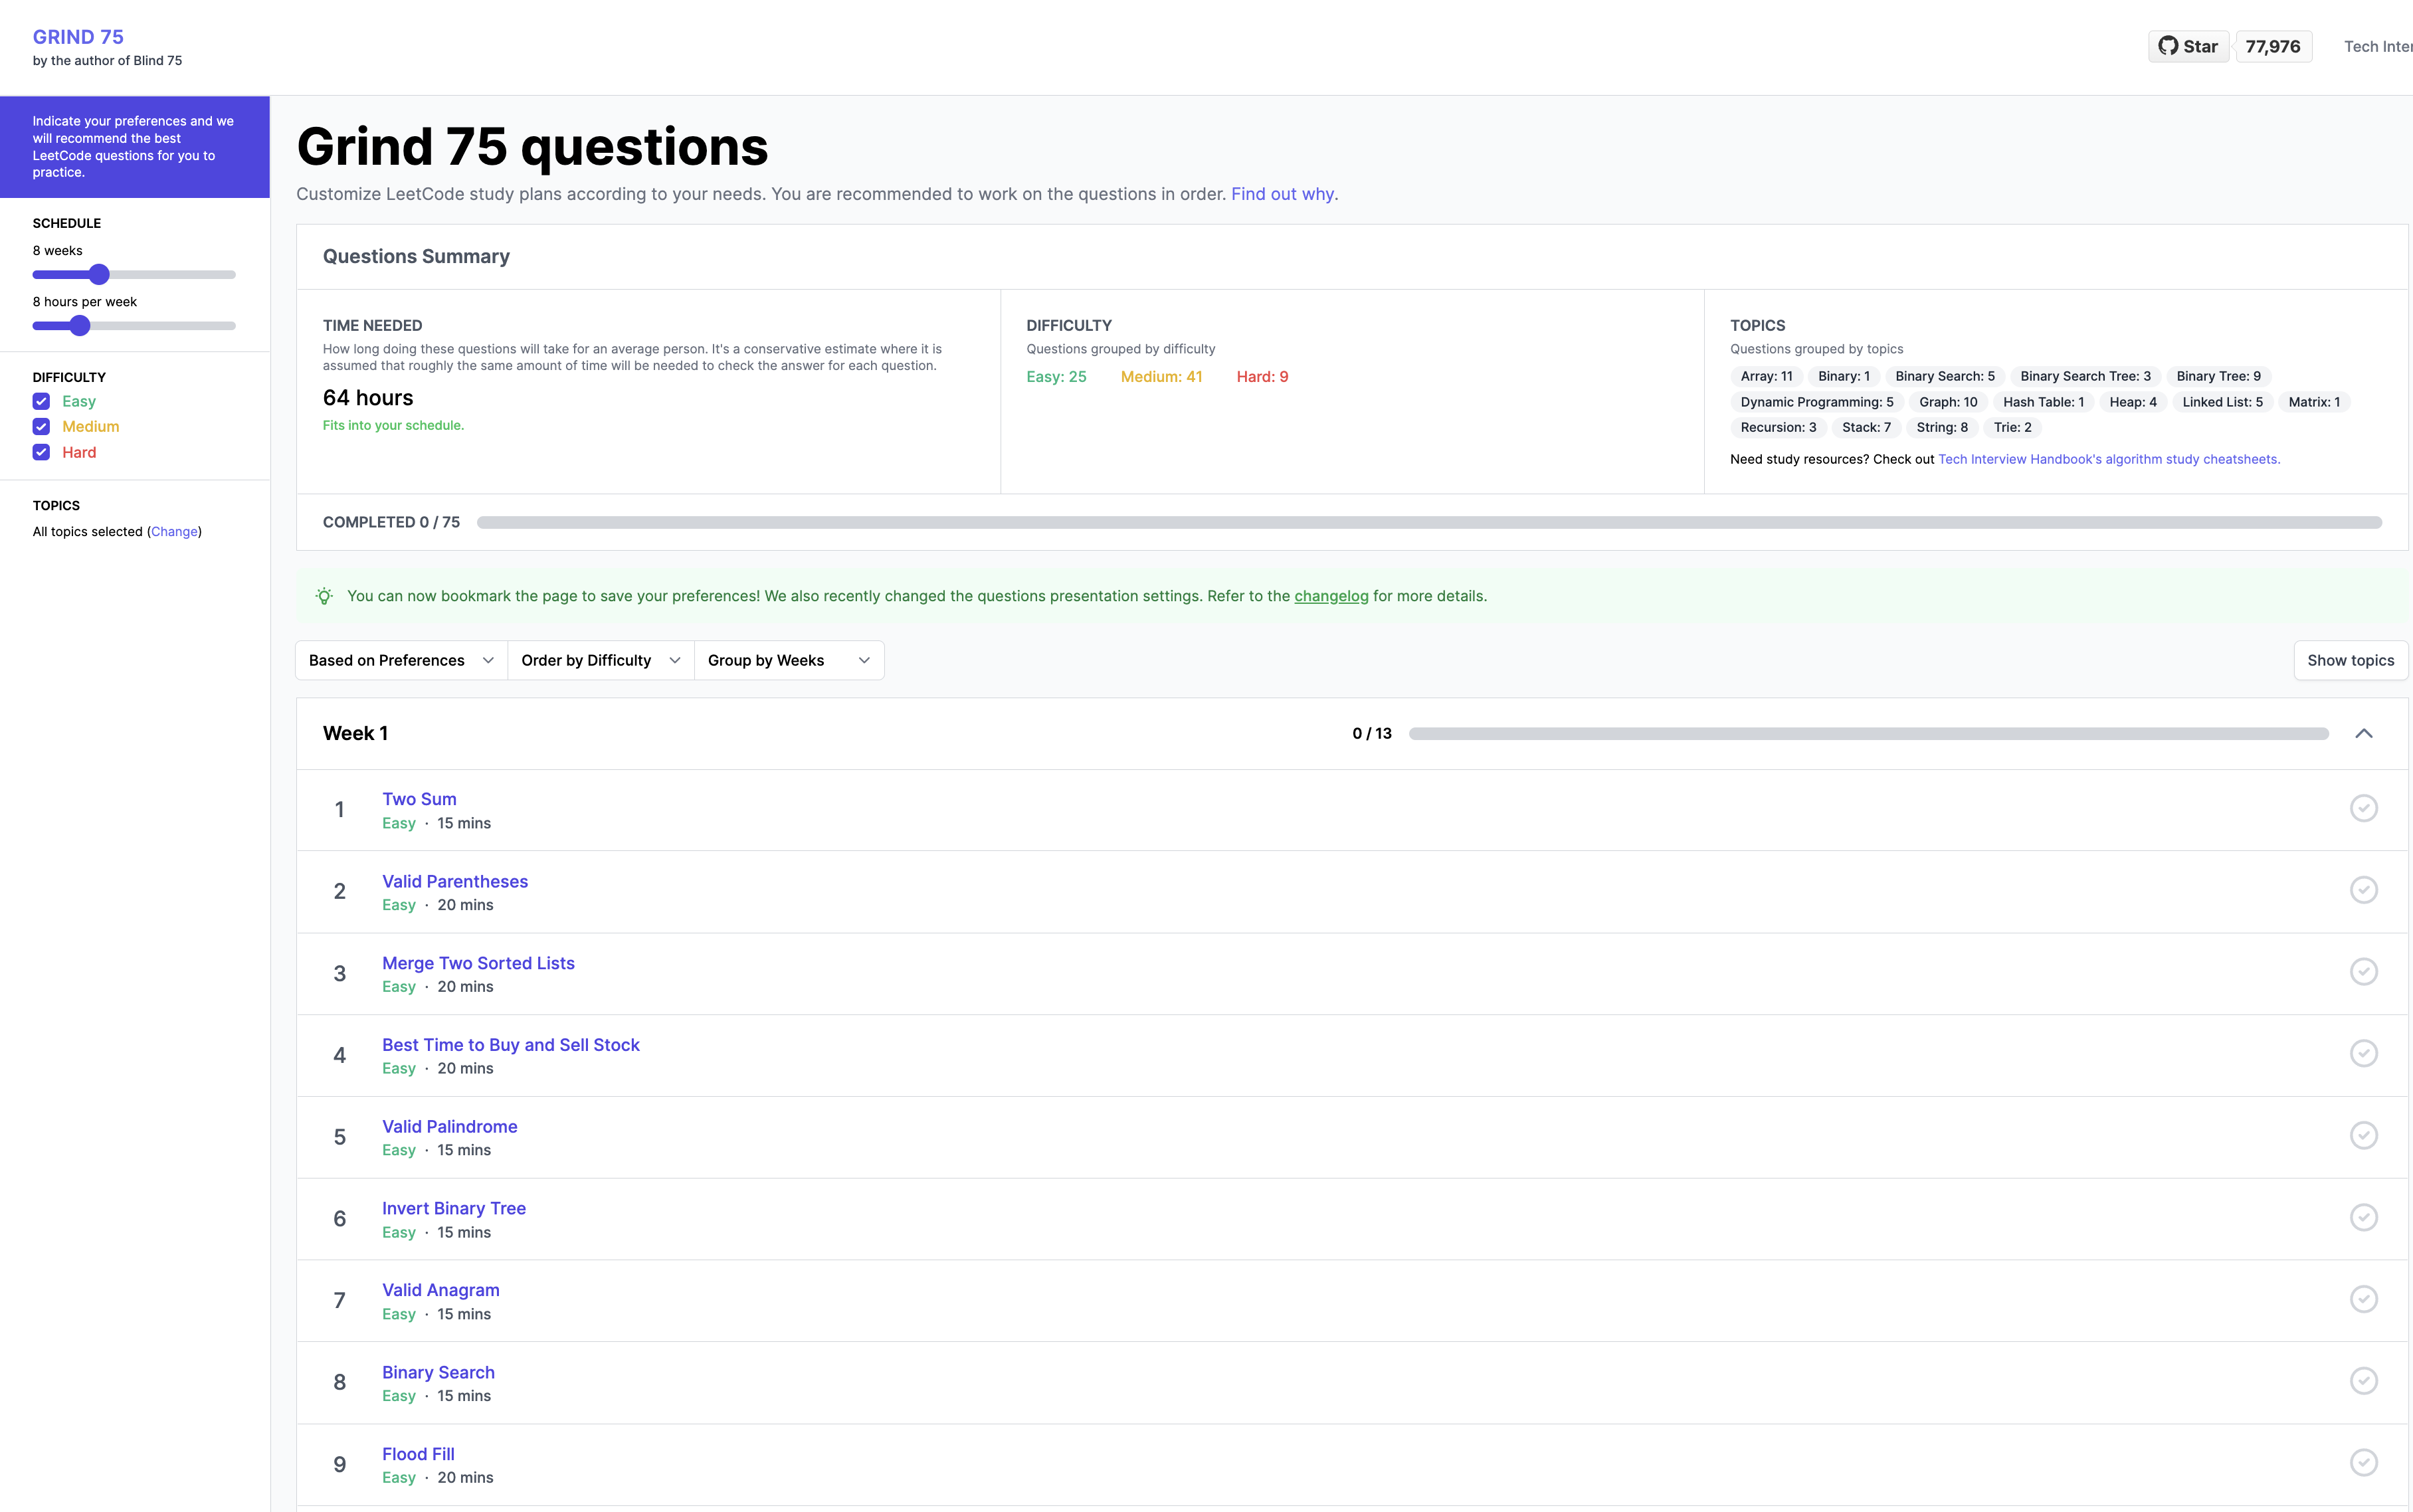 GRIND 75
by the author of Blind 75
Star
77,976
Tech Inter
Indicate your preferences and we
will recommend the best
LeetCode questions for you to
practice.
SCHEDULE
8 weeks
8 hours per week
DIFFICULTY
Easy
Medium
Hard
TOPICS
All topics selected (Change)
Grind 75 questions
Customize LeetCode study plans according to your needs. You are recommended to work on the questions in order. Find out why.
Questions Summary
TIME NEEDED
How long doing these questions will take for an average person. It's a conservative estimate where it is
assumed that roughly the same amount of time will be needed to check the answer for each question.
64 hours
Fits into your schedule.
DIFFICULTY
Questions grouped by difficulty
Easy: 25 Medium: 41 Hard: 9
TOPICS
Questions grouped by topics
Array: 11 Binary: 1 Binary Search: 5 Binary Search Tree: 3 Binary Tree: 9
Dynamic Programming: 5 Graph: 10 Hash Table: 1 Heap: 4 Linked List: 5 Matrix: 1
Recursion: 3 Stack: 7 String: 8 Trie: 2
Need study resources? Check out Tech Interview Handbook's algorithm study cheatsheets.
COMPLETED 0 / 75
You can now bookmark the page to save your preferences! We also recently changed the questions presentation settings. Refer to the changelog for more details.
Based on Preferences
Order by Difficulty
Group by Weeks
Show topics
Week 1
0 / 13
1
Two Sum
Easy · 15 mins
2
Valid Parentheses
Easy · 20 mins
3
Merge Two Sorted Lists
Easy · 20 mins
4
Best Time to Buy and Sell Stock
Easy · 20 mins
5
Valid Palindrome
Easy · 15 mins
6
Invert Binary Tree
Easy · 15 mins
7
Valid Anagram
Easy · 15 mins
8
Binary Search
Easy · 15 mins
9
Flood Fill
Easy · 20 mins